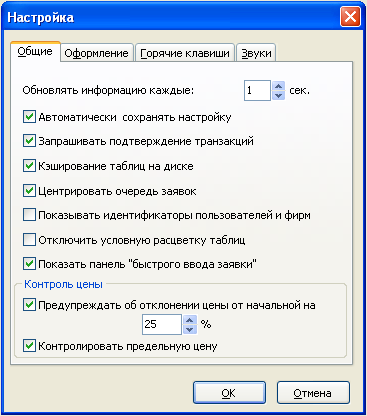 Настройка
Общие Оформление Горячие клавиши Звуки
Обновлять информацию каждые: 1 сек.
Автоматически сохранять настройку
Запрашивать подтверждение транзакций
Кэширование таблиц на диске
Центрировать очередь заявок
Показывать идентификаторы пользователей и фирм
Отключить условную расцветку таблиц
Показать панель "быстрого ввода заявки"
Контроль цены
Предупреждать об отклонении цены от начальной на
25 %
Контролировать предельную цену
ОК Отмена